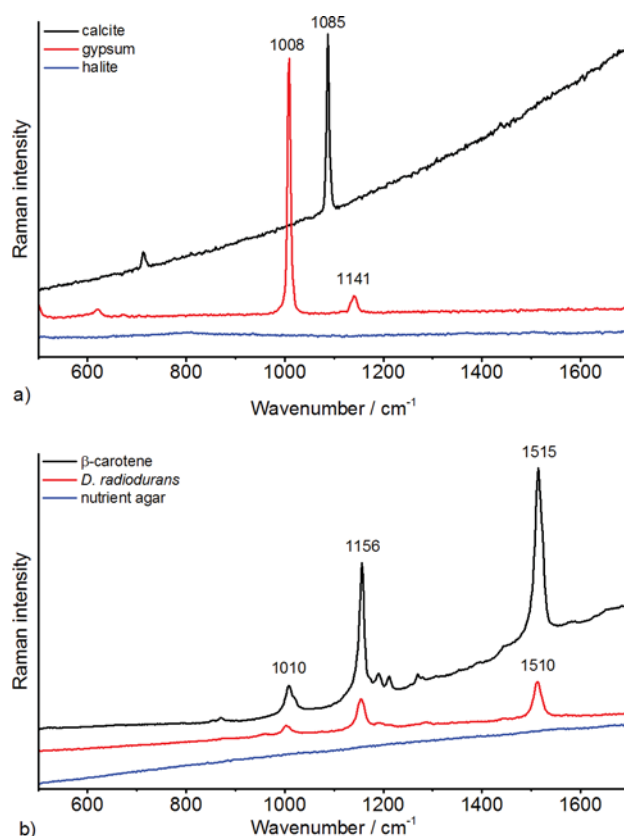 calcite
gypsum
halite
1008
1085
1141
Raman intensity
600 800 1000 1200 1400 1600
a)
Wavenumber / cm⁻¹
β-carotene
D. radiodurans
nutrient agar
1515
1156
1010
1510
Raman intensity
600 800 1000 1200 1400 1600
b)
Wavenumber / cm⁻¹